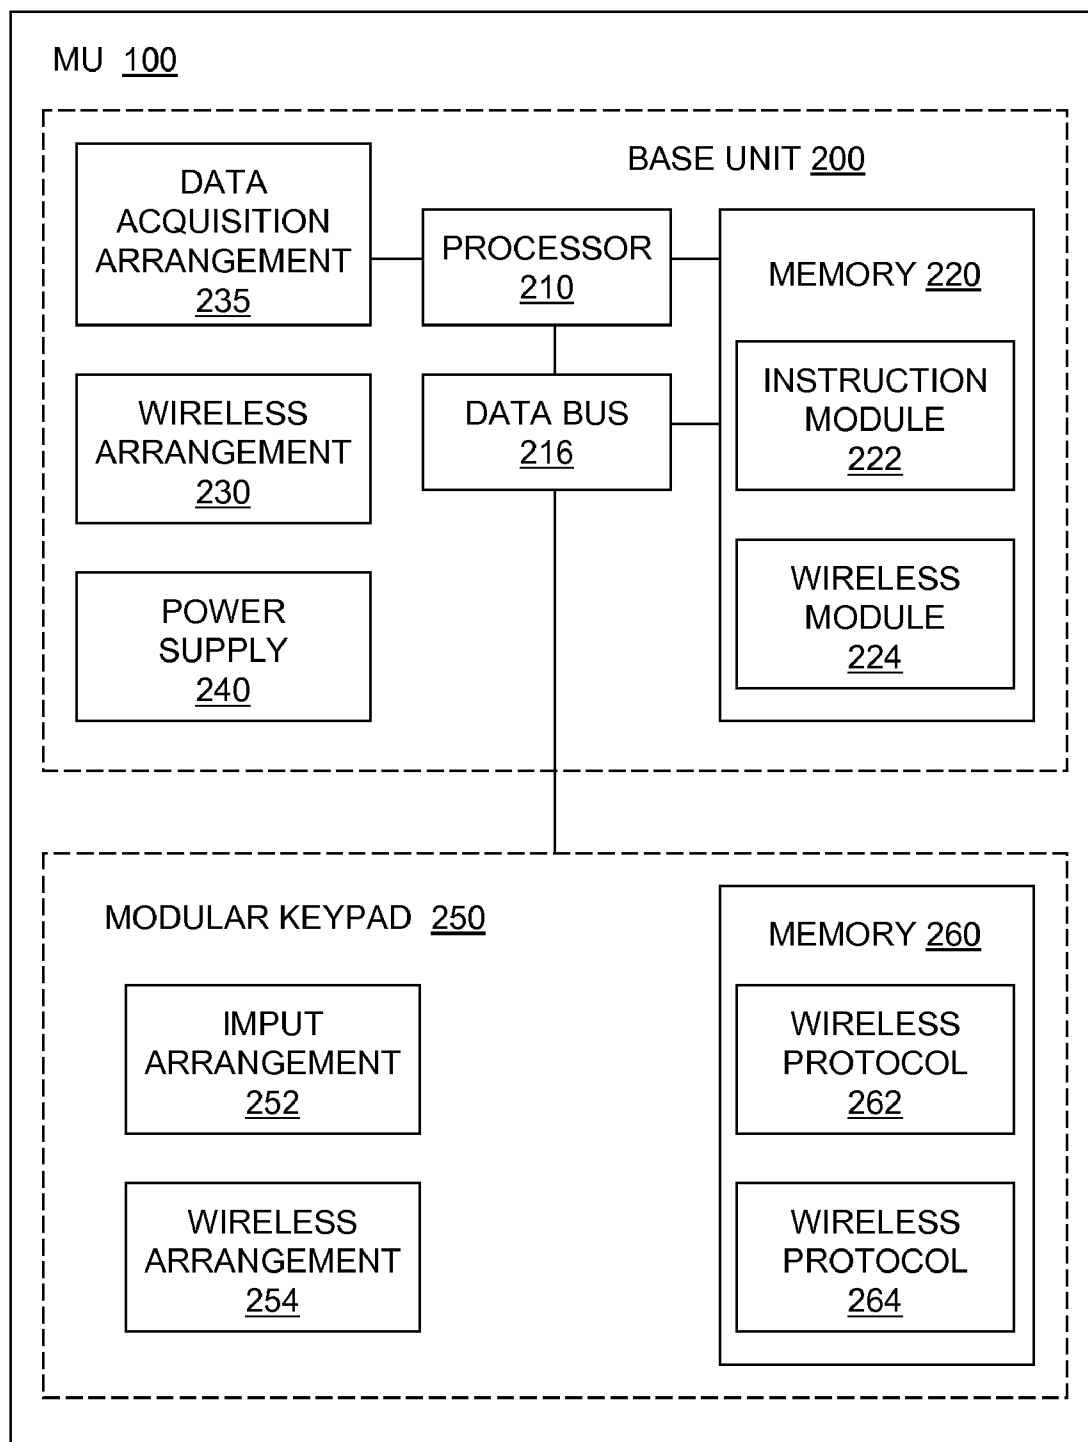 MU 100
BASE UNIT 200
DATA
ACQUISITION
ARRANGEMENT
235
PROCESSOR
210
MEMORY 220
INSTRUCTION
MODULE
222
WIRELESS
ARRANGEMENT
230
DATA BUS
216
WIRELESS
MODULE
224
POWER
SUPPLY
240
MODULAR KEYPAD 250
MEMORY 260
IMPUT
ARRANGEMENT
252
WIRELESS
PROTOCOL
262
WIRELESS
ARRANGEMENT
254
WIRELESS
PROTOCOL
264